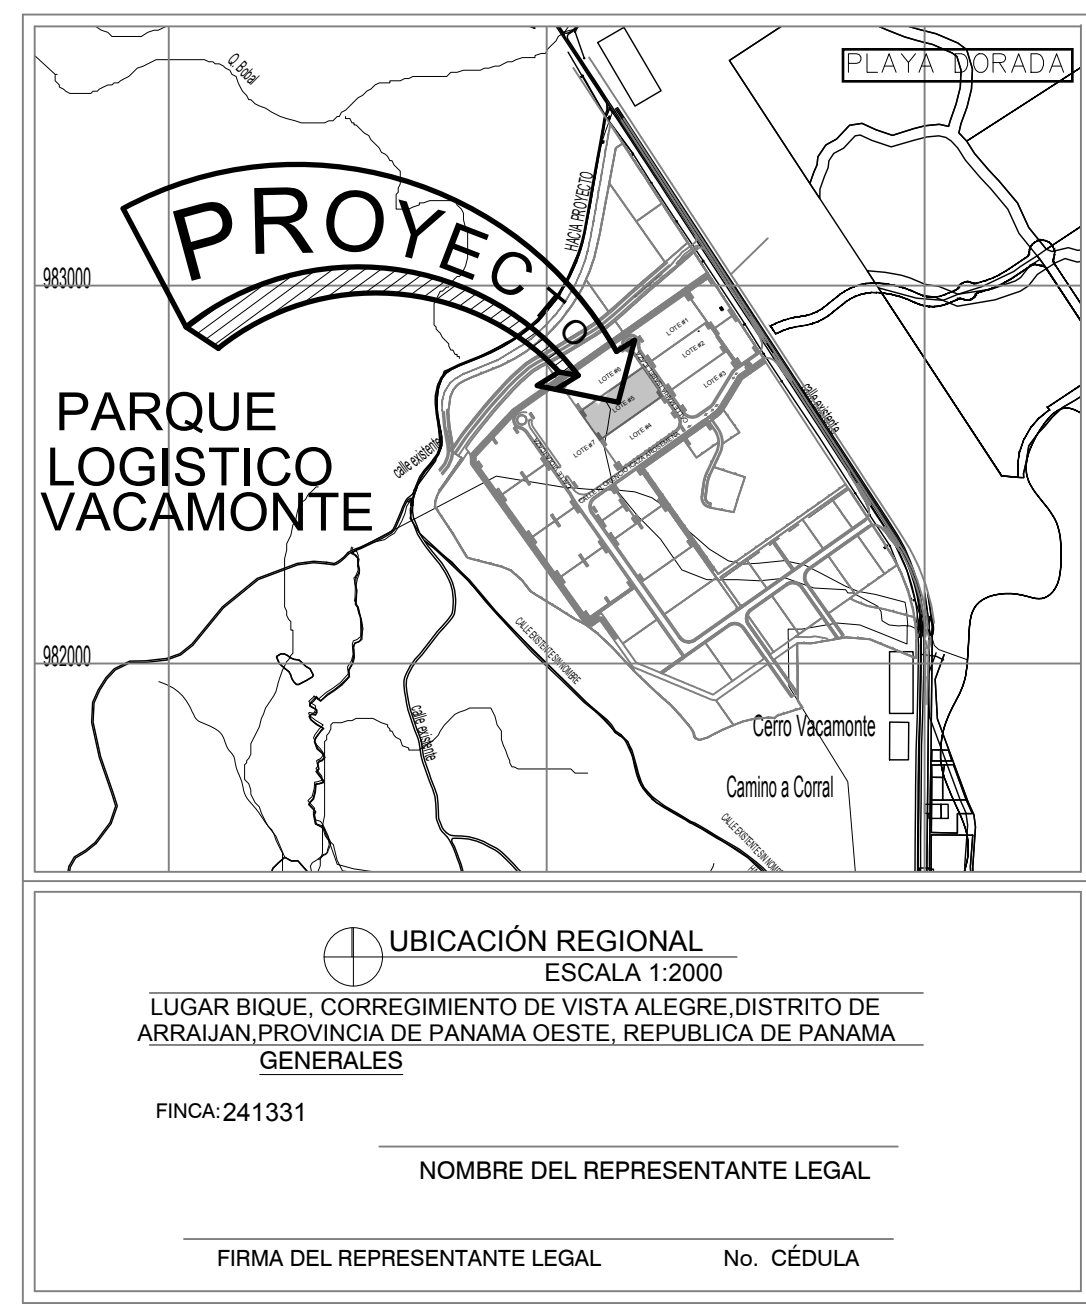 Q. Bobal
PLAYA DORADA
HACIA PROYECTO
PROYECTO
983000
LOTE #1
LOTE #2
LOTE #3
LOTE #6
LOTE #5
LOTE #4
LOTE #7
calle existente
PARQUE
LOGISTICO
VACAMONTE
calle existente
982000
CALLE EXISTENTE SIN NOMBRE
Calle existente
Cerro Vacamonte
Camino a Corral
CALLE EXISTENTE SIN NOMB
UBICACIÓN REGIONAL
ESCALA 1:2000
LUGAR BIQUE, CORREGIMIENTO DE VISTA ALEGRE,DISTRITO DE
ARRAIJAN,PROVINCIA DE PANAMA OESTE, REPUBLICA DE PANAMA
GENERALES
FINCA:241331
NOMBRE DEL REPRESENTANTE LEGAL
FIRMA DEL REPRESENTANTE LEGAL No. CÉDULA